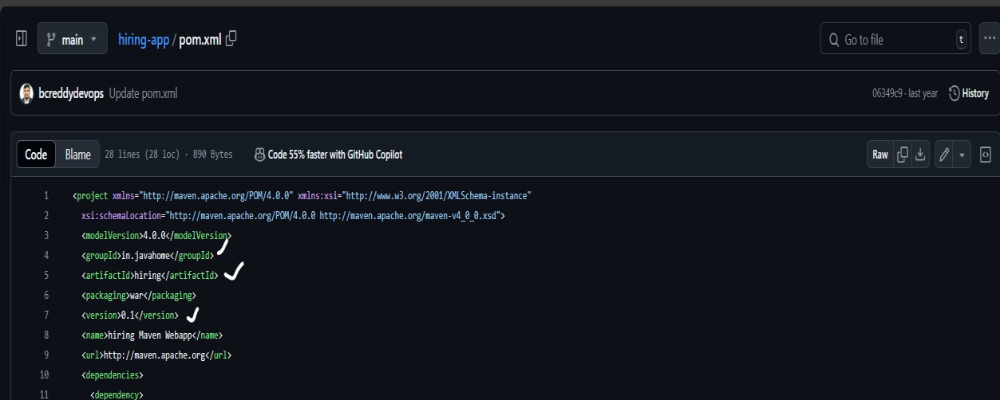 main
hiring-app / pom.xml
Go to file
t
bcreddydevops Update pom.xml
06349c9 · last year
History
Code
Blame
28 lines (28 loc) · 890 Bytes
Code 55% faster with GitHub Copilot
Raw
1 <project xmlns="http://maven.apache.org/POM/4.0.0" xmlns:xsi="http://www.w3.org/2001/XMLSchema-instance"
2 xsi:schemaLocation="http://maven.apache.org/POM/4.0.0 http://maven.apache.org/maven-v4_0_0.xsd">
3 <modelVersion>4.0.0</modelVersion>
4 <groupId>in.javahome</groupId>
5 <artifactId>hiring</artifactId>
6 <packaging>war</packaging>
7 <version>0.1</version>
8 <name>hiring Maven Webapp</name>
9 <url>http://maven.apache.org</url>
10 <dependencies>
11 <dependency>